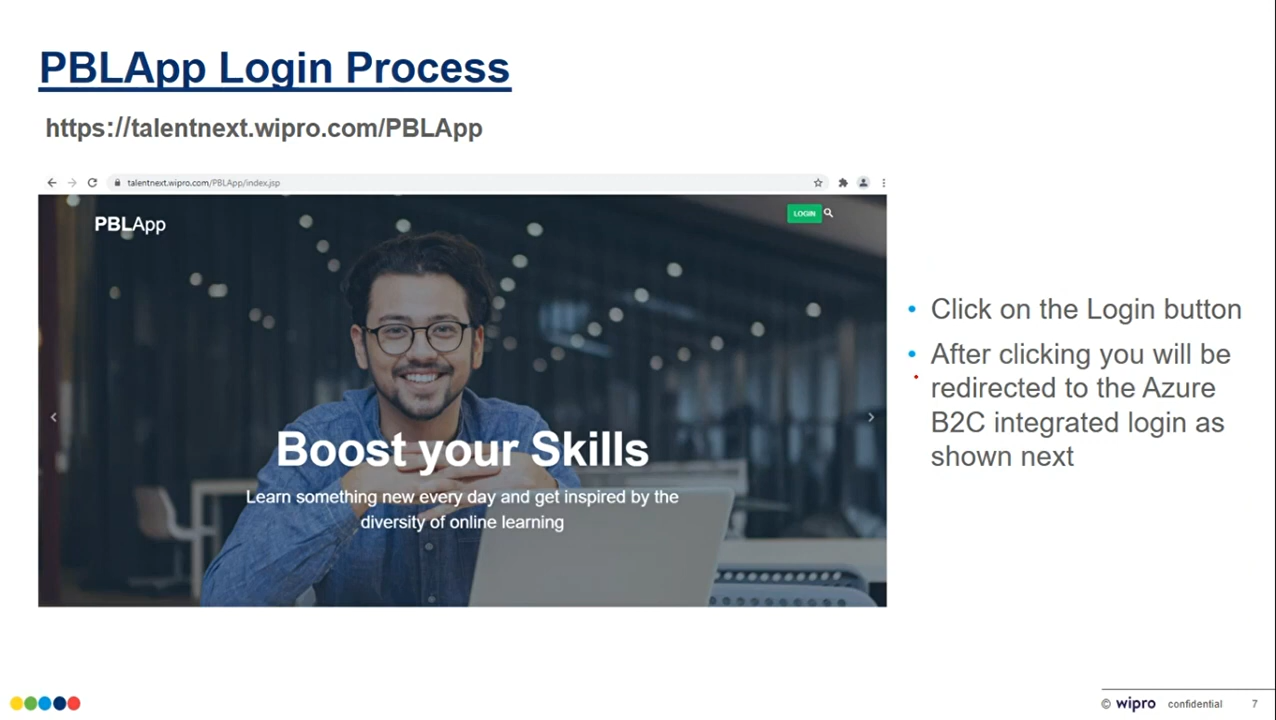 PBLApp Login Process
https://talentnext.wipro.com/PBLApp
talentnext.wipro.com/PBLApp/index.jsp
PBLApp
LOGIN
Boost your Skills
Learn something new every day and get inspired by the
diversity of online learning
• Click on the Login button
• After clicking you will be
redirected to the Azure
B2C integrated login as
shown next
© wipro confidential 7